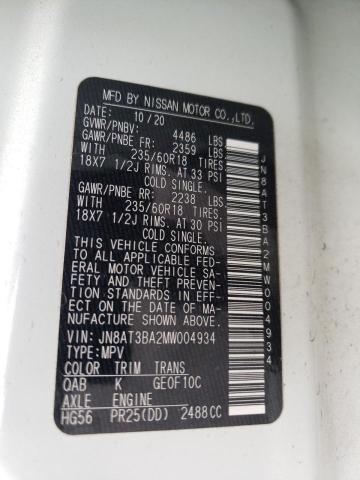 MFD BY NISSAN MOTOR CO.,LTD.
DATE: 10/20
GVWR/PNBV: 4486 LBS
GAWR/PNBE FR: 2359 LBS.
WITH 235/60R18 TIRES.
18X7 1/2J RIMS. AT 33 PSI
COLD SINGLE.
GAWR/PNBE RR: 2238 LBS.
WITH 235/60R18 TIRES.
18X7 1/2J RIMS. AT 30 PSI
COLD SINGLE.
THIS VEHICLE CONFORMS
TO ALL APPLICABLE FED-
ERAL MOTOR VEHICLE SA-
FETY AND THEFT PREVEN-
TION STANDARDS IN EFF-
ECT ON THE DATE OF MA-
NUFACTURE SHOWN ABOVE.
VIN: JN8AT3BA2MW004934
TYPE: MPV
COLOR TRIM TRANS
QAB K GE0F10C
AXLE ENGINE
HG56 PR25(DD) 2488CC
JN8AT3BA2MW004934